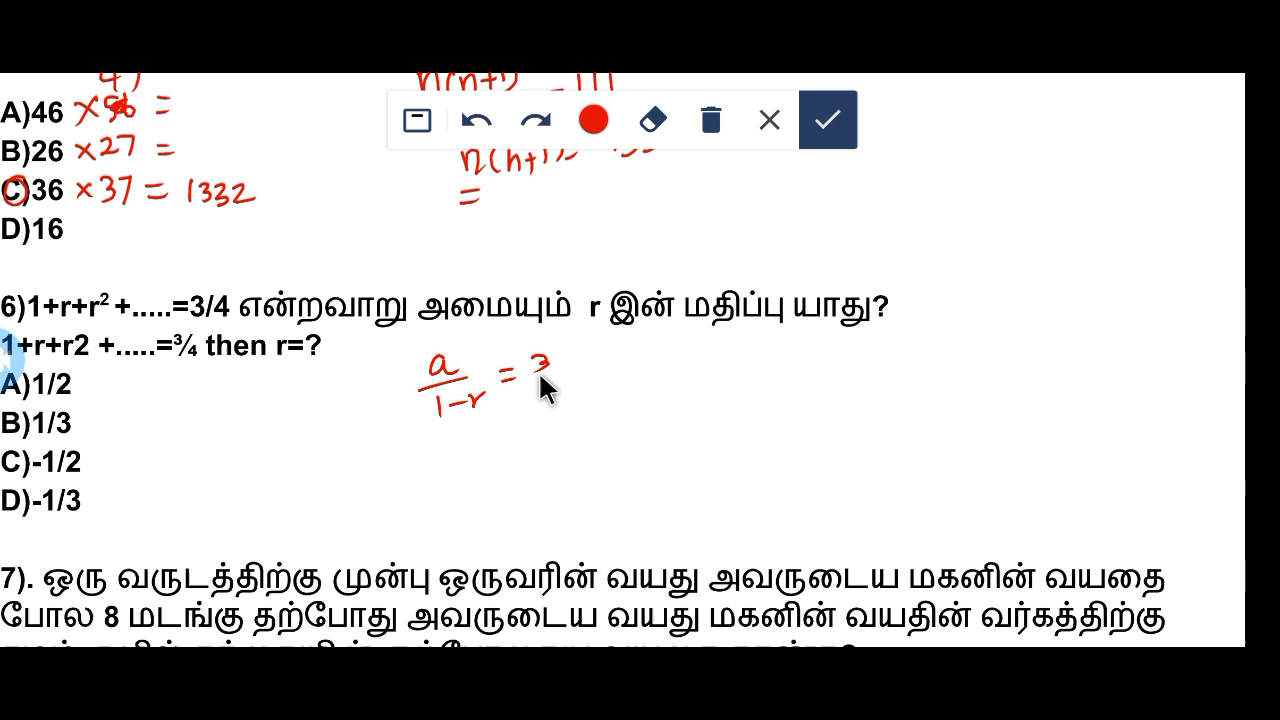 A)46 × 56 =
B)26 × 27 =
C)36 × 37 = 1332
n(n+1)
=
D)16
6)1+r+r² +.....=3/4 என்றவாறு அமையும் r இன் மதிப்பு யாது?
1+r+r2 +.....=¾ then r=?
a/1-r = 3
A)1/2
B)1/3
C)-1/2
D)-1/3
7). ஒரு வருடத்திற்கு முன்பு ஒருவரின் வயது அவருடைய மகனின் வயதை
போல 8 மடங்கு தற்போது அவருடைய வயது மகனின் வயதின் வர்கத்திற்கு